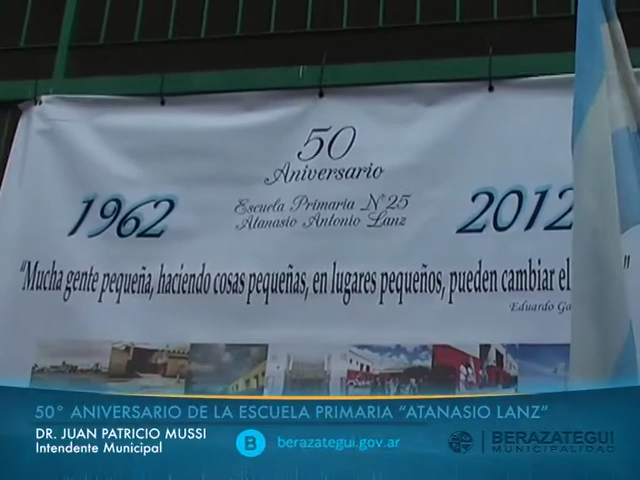 50
Aniversario
Escuela Primaria Nº25
Atanasio Antonio Lanz
1962
2012
"Mucha gente pequeña, haciendo cosas pequeñas, en lugares pequeños, pueden cambiar el "
Eduardo
50° ANIVERSARIO DE LA ESCUELA PRIMARIA “ATANASIO LANZ”
DR. JUAN PATRICIO MUSSI
Intendente Municipal
B berazategui.gov.ar
BERAZATEGUI
MUNICIPALIDAD